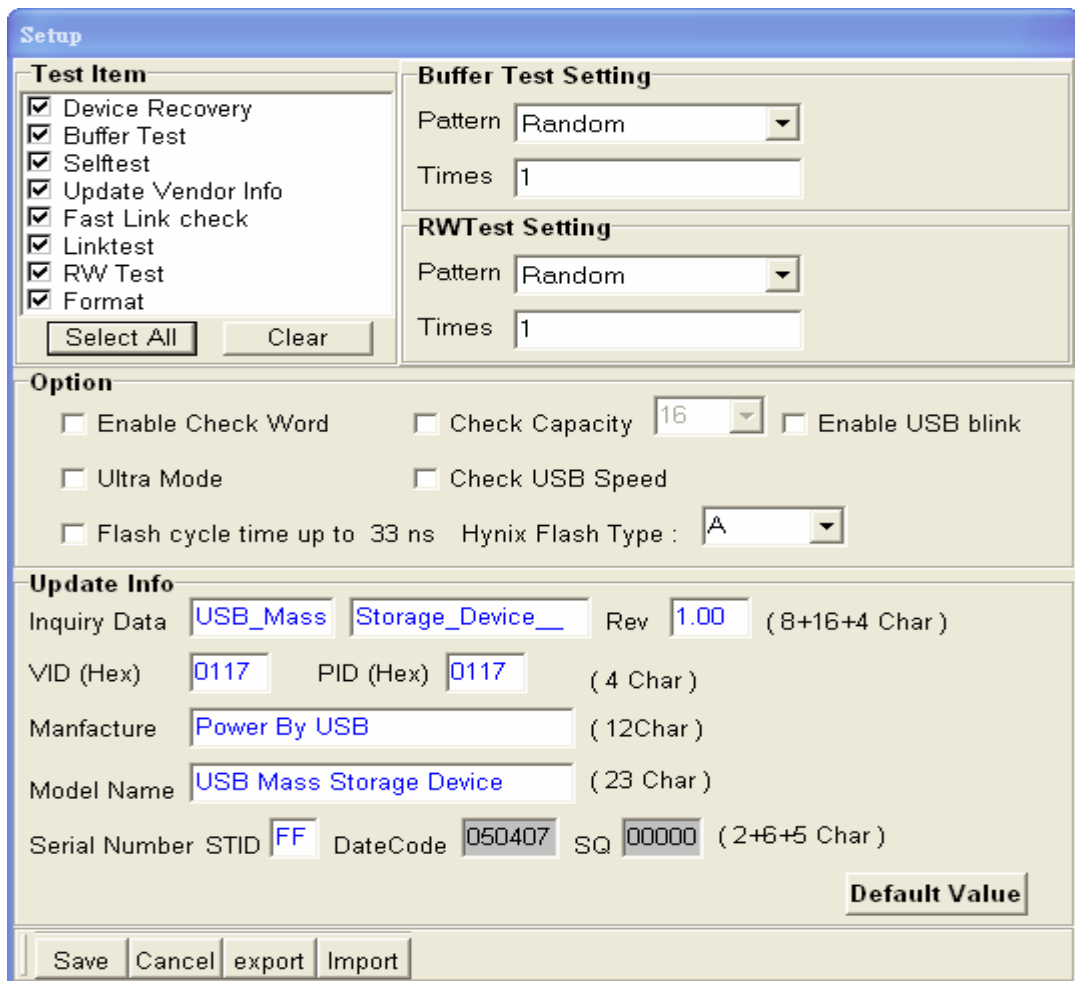 Setup
Test Item
Device Recovery
Buffer Test
Selftest
Update Vendor Info
Fast Link check
Linktest
RW Test
Format
Select All
Clear
Buffer Test Setting
Pattern Random
Times 1
RWTest Setting
Pattern Random
Times 1
Option
Enable Check Word
Check Capacity 16
Enable USB blink
Ultra Mode
Check USB Speed
Flash cycle time up to 33 ns
Hynix Flash Type : A
Update Info
Inquiry Data USB_Mass Storage_Device__ Rev 1.00 ( 8+16+4 Char )
VID (Hex) 0117 PID (Hex) 0117 ( 4 Char )
Manfacture Power By USB ( 12Char )
Model Name USB Mass Storage Device ( 23 Char )
Serial Number STID FF DateCode 050407 SQ 00000 ( 2+6+5 Char )
Default Value
Save Cancel export Import